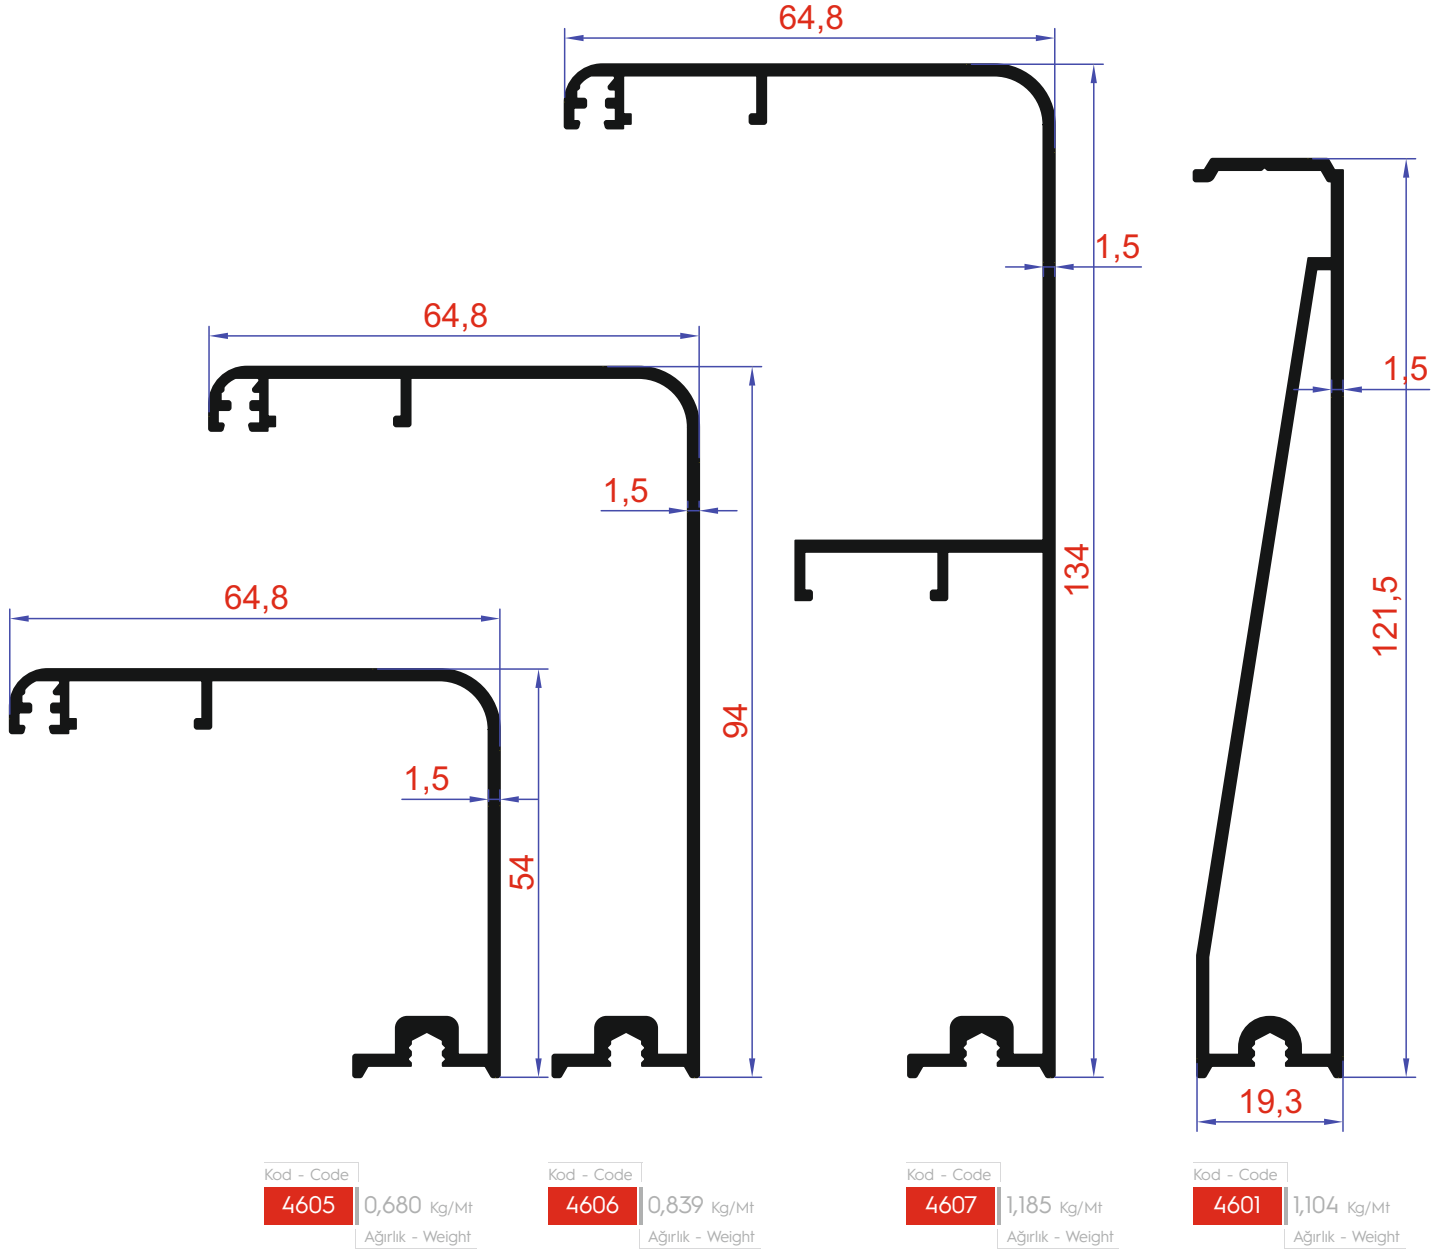 64,8
1,5
134
64,8
1,5
94
64,8
1,5
54
1,5
121,5
19,3
Kod - Code
4605
0,680 Kg/Mt
Ağırlık - Weight
Kod - Code
4606
0,839 Kg/Mt
Ağırlık - Weight
Kod - Code
4607
1,185 Kg/Mt
Ağırlık - Weight
Kod - Code
4601
1,104 Kg/Mt
Ağırlık - Weight